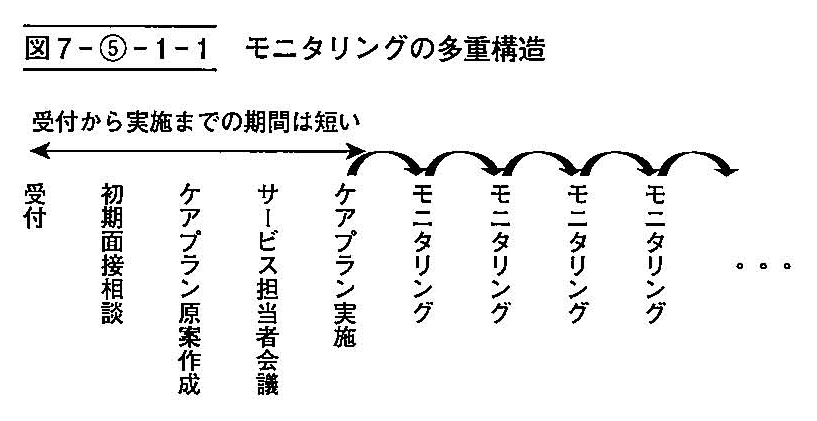 図7-⑤-1-1 モニタリングの多重構造
受付から実施までの期間は短い
受付
初期面接相談
ケアプラン原案作成
サービス担当者会議
ケアプラン実施
モニタリング
モニタリング
モニタリング
モニタリング
。。。